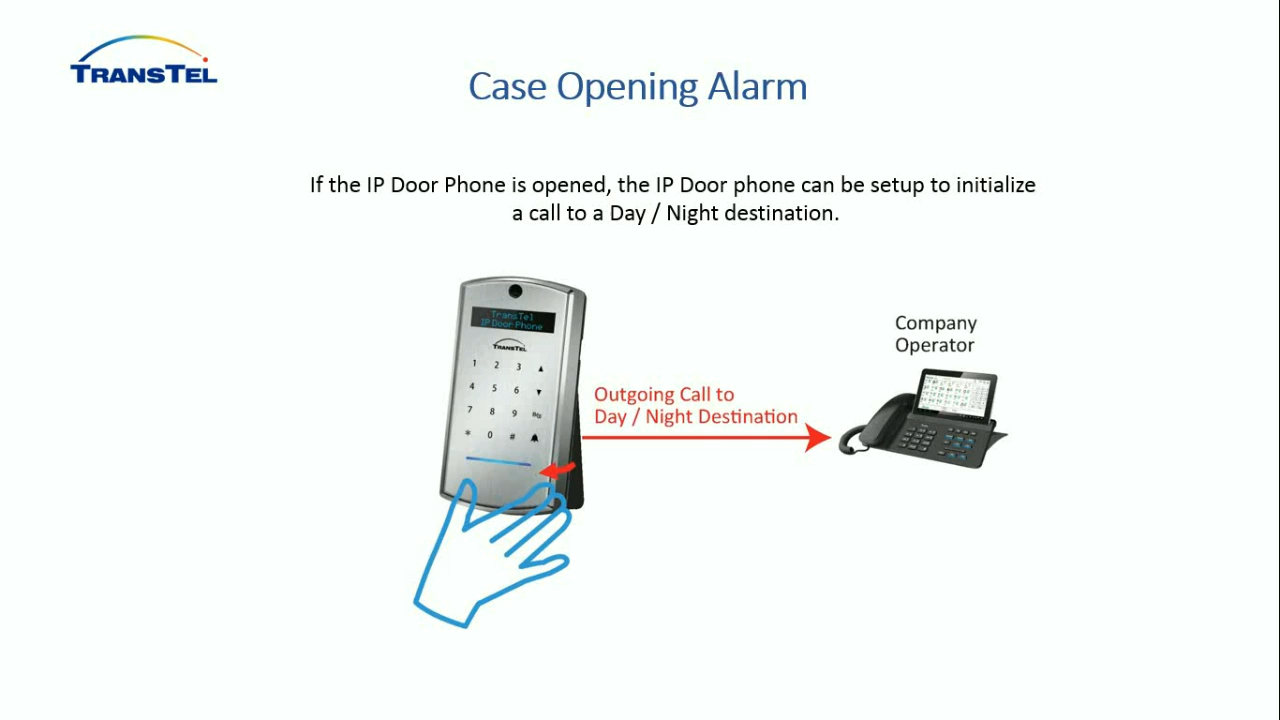 TRANSTEL
Case Opening Alarm
If the IP Door Phone is opened, the IP Door phone can be setup to initialize
a call to a Day / Night destination.
TransTel
IP Door Phone
TRANSTEL
1 2 3 ▲
4 5 6 ▼
7 8 9
* 0 #
Outgoing Call to
Day / Night Destination
Company
Operator